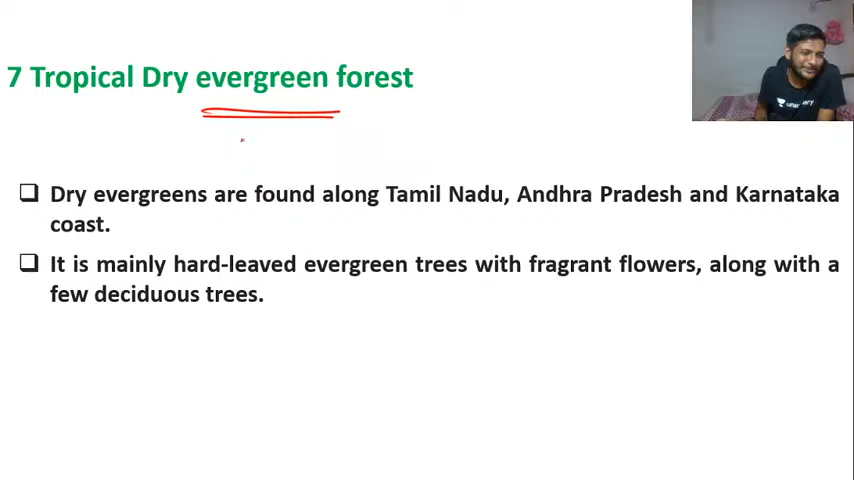 7 Tropical Dry evergreen forest
❑ Dry evergreens are found along Tamil Nadu, Andhra Pradesh and Karnataka
coast.
❑ It is mainly hard-leaved evergreen trees with fragrant flowers, along with a
few deciduous trees.